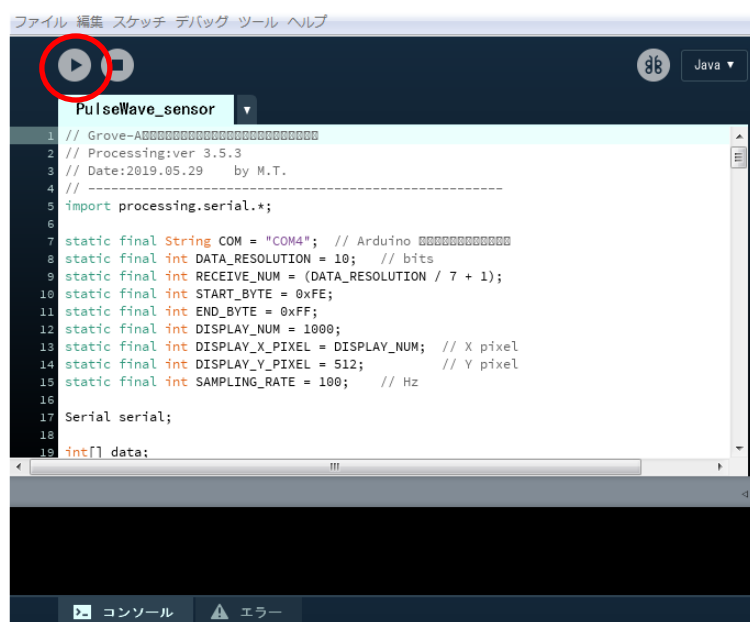 ファイル 編集 スケッチ デバッグ ツール ヘルプ
Java ▼
PulseWave_sensor ▼
1 // Grove-A
2 // Processing:ver 3.5.3
3 // Date:2019.05.29    by M.T.
4 // ------------------------------------------------------
5 import processing.serial.*;
6
7 static final String COM = "COM4";  // Arduino
8 static final int DATA_RESOLUTION = 10;   // bits
9 static final int RECEIVE_NUM = (DATA_RESOLUTION / 7 + 1);
10 static final int START_BYTE = 0xFE;
11 static final int END_BYTE = 0xFF;
12 static final int DISPLAY_NUM = 1000;
13 static final int DISPLAY_X_PIXEL = DISPLAY_NUM;  // X pixel
14 static final int DISPLAY_Y_PIXEL = 512;          // Y pixel
15 static final int SAMPLING_RATE = 100;    // Hz
16
17 Serial serial;
18
19 int[] data;
コンソール エラー